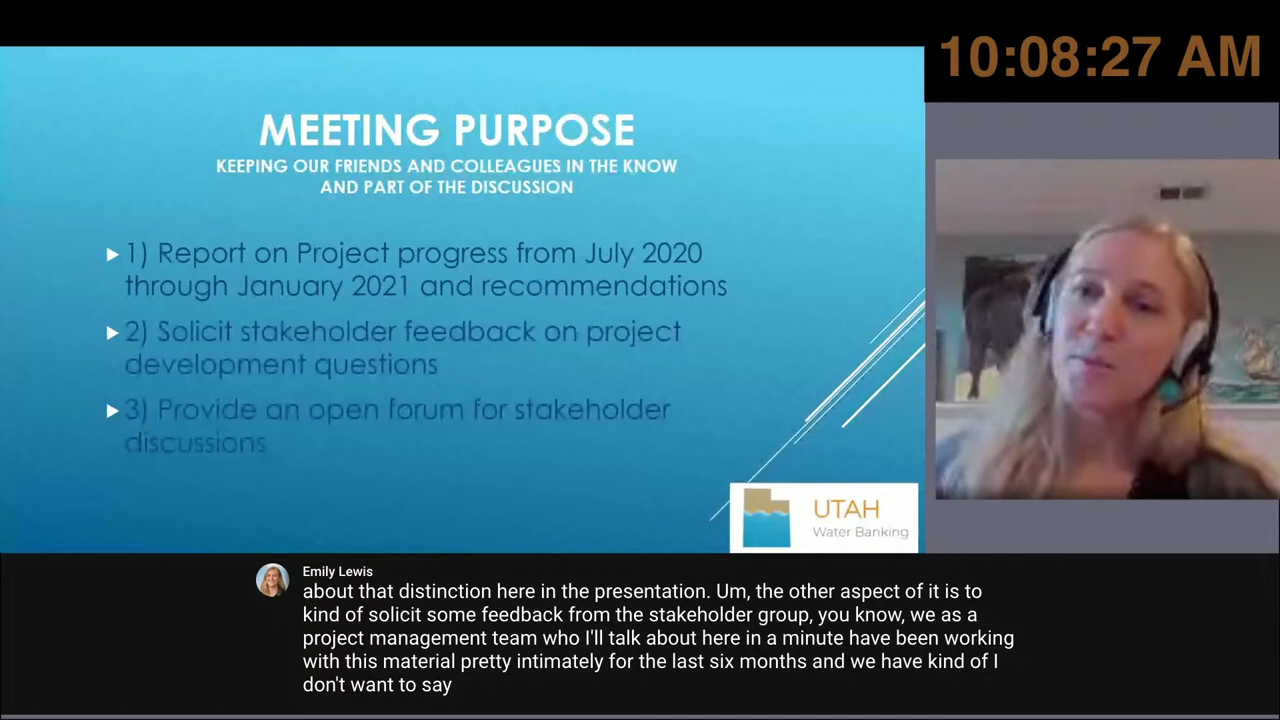 10:08:27 AM
MEETING PURPOSE
KEEPING OUR FRIENDS AND COLLEAGUES IN THE KNOW
AND PART OF THE DISCUSSION
1) Report on Project progress from July 2020
through January 2021 and recommendations
2) Solicit stakeholder feedback on project
development questions
3) Provide an open forum for stakeholder
discussions
UTAH
Water Banking
Emily Lewis
about that distinction here in the presentation. Um, the other aspect of it is to
kind of solicit some feedback from the stakeholder group, you know, we as a
project management team who I'll talk about here in a minute have been working
with this material pretty intimately for the last six months and we have kind of I
don't want to say